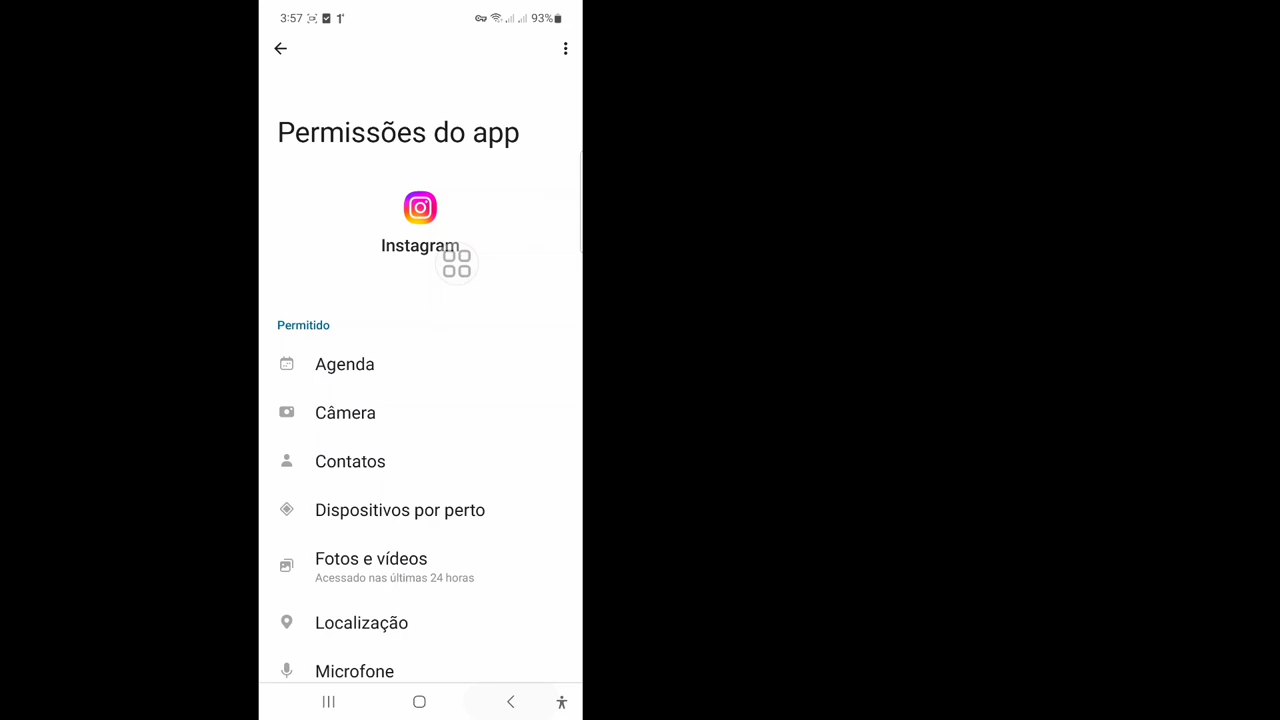 3:57 93%
Permissões do app
Instagram
Permitido
Agenda
Câmera
Contatos
Dispositivos por perto
Fotos e vídeos
Acessado nas últimas 24 horas
Localização
Microfone